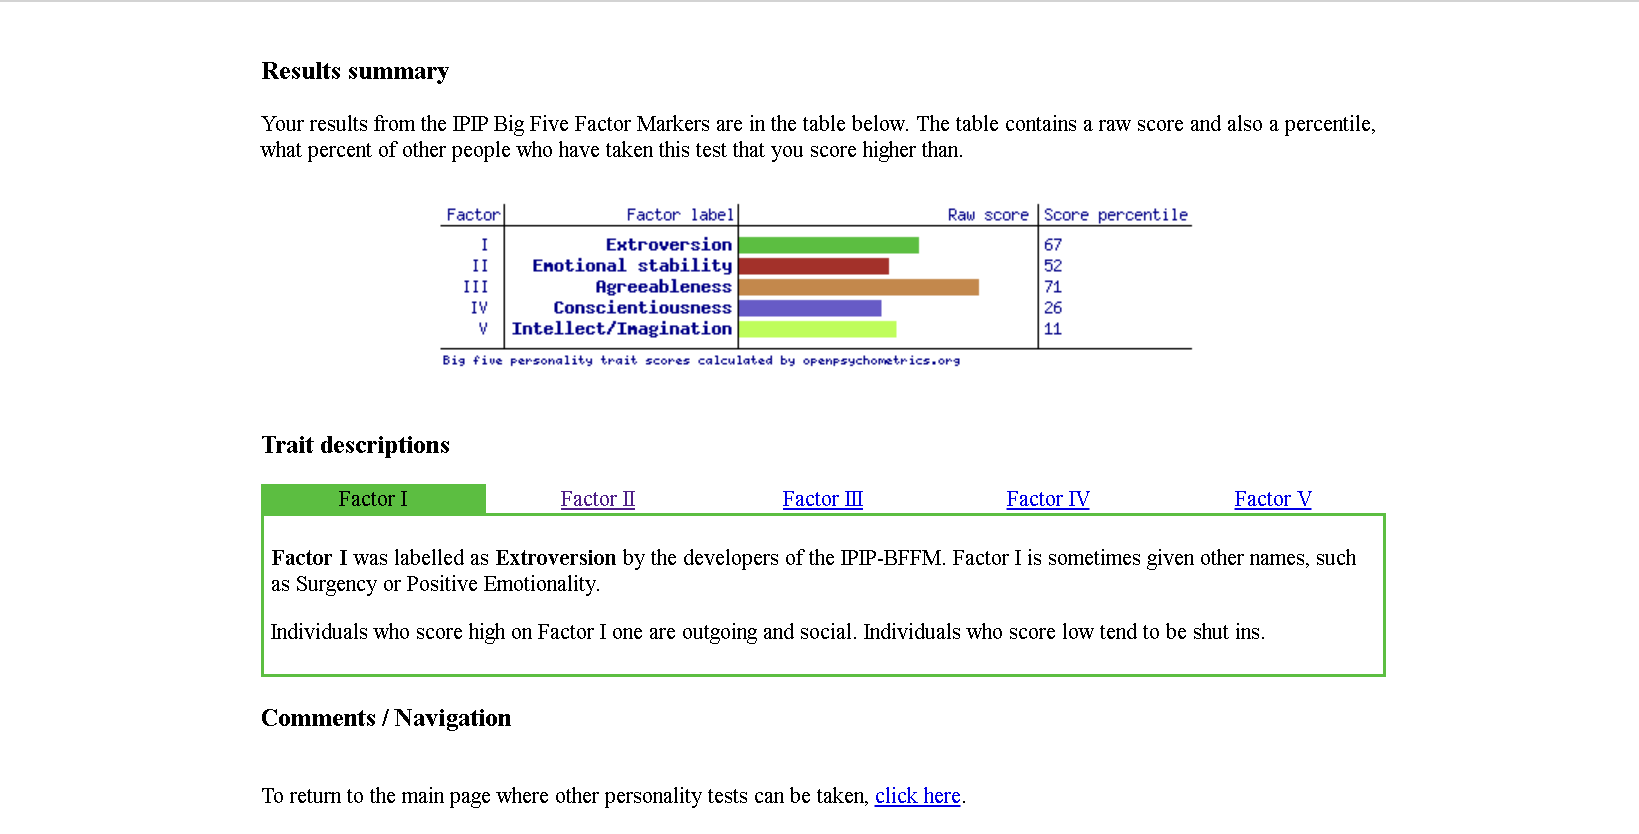 Results summary
Your results from the IPIP Big Five Factor Markers are in the table below. The table contains a raw score and also a percentile,
what percent of other people who have taken this test that you score higher than.
Factor Factor label Raw score Score percentile
I Extroversion 67
II Emotional stability 52
III Agreeableness 71
IV Conscientiousness 26
V Intellect/Imagination 11
Big five personality trait scores calculated by openpsychometrics.org
Trait descriptions
Factor I Factor II Factor III Factor IV Factor V
Factor I was labelled as Extroversion by the developers of the IPIP-BFFM. Factor I is sometimes given other names, such
as Surgency or Positive Emotionality.
Individuals who score high on Factor I one are outgoing and social. Individuals who score low tend to be shut ins.
Comments / Navigation
To return to the main page where other personality tests can be taken, click here.